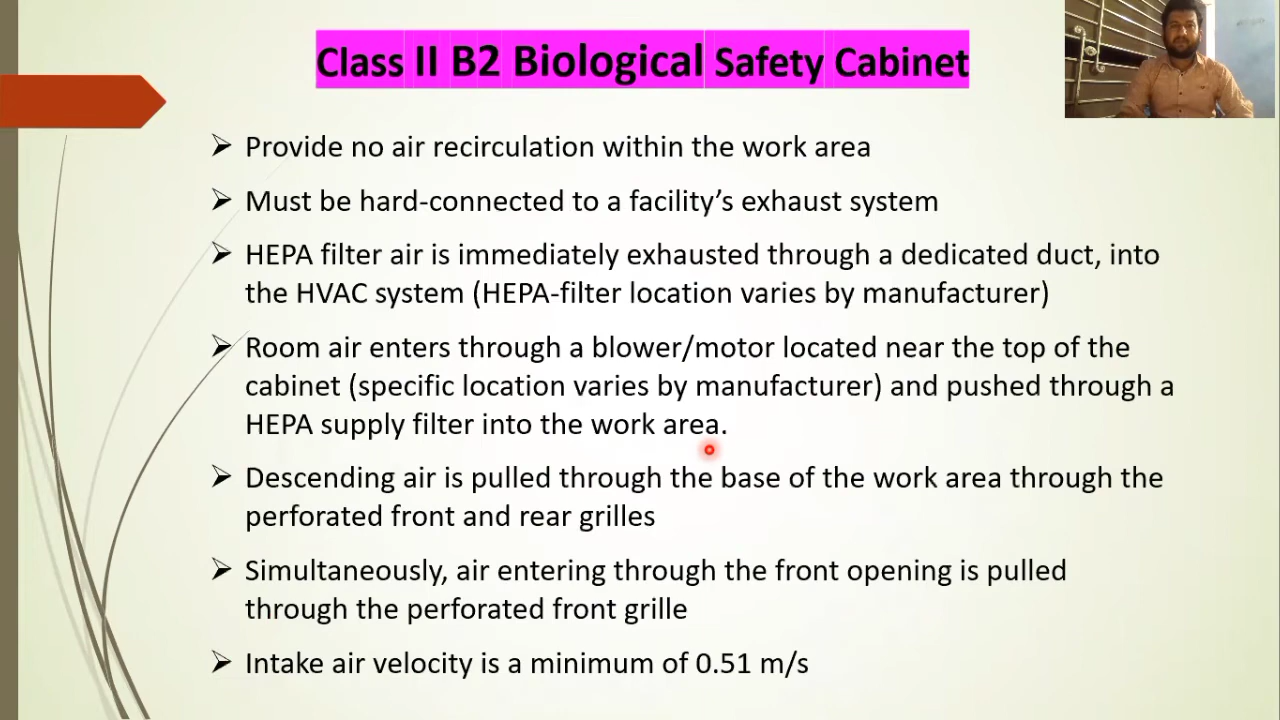 Class II B2 Biological Safety Cabinet
Provide no air recirculation within the work area
Must be hard-connected to a facility’s exhaust system
HEPA filter air is immediately exhausted through a dedicated duct, into
the HVAC system (HEPA-filter location varies by manufacturer)
Room air enters through a blower/motor located near the top of the
cabinet (specific location varies by manufacturer) and pushed through a
HEPA supply filter into the work area.
Descending air is pulled through the base of the work area through the
perforated front and rear grilles
Simultaneously, air entering through the front opening is pulled
through the perforated front grille
Intake air velocity is a minimum of 0.51 m/s